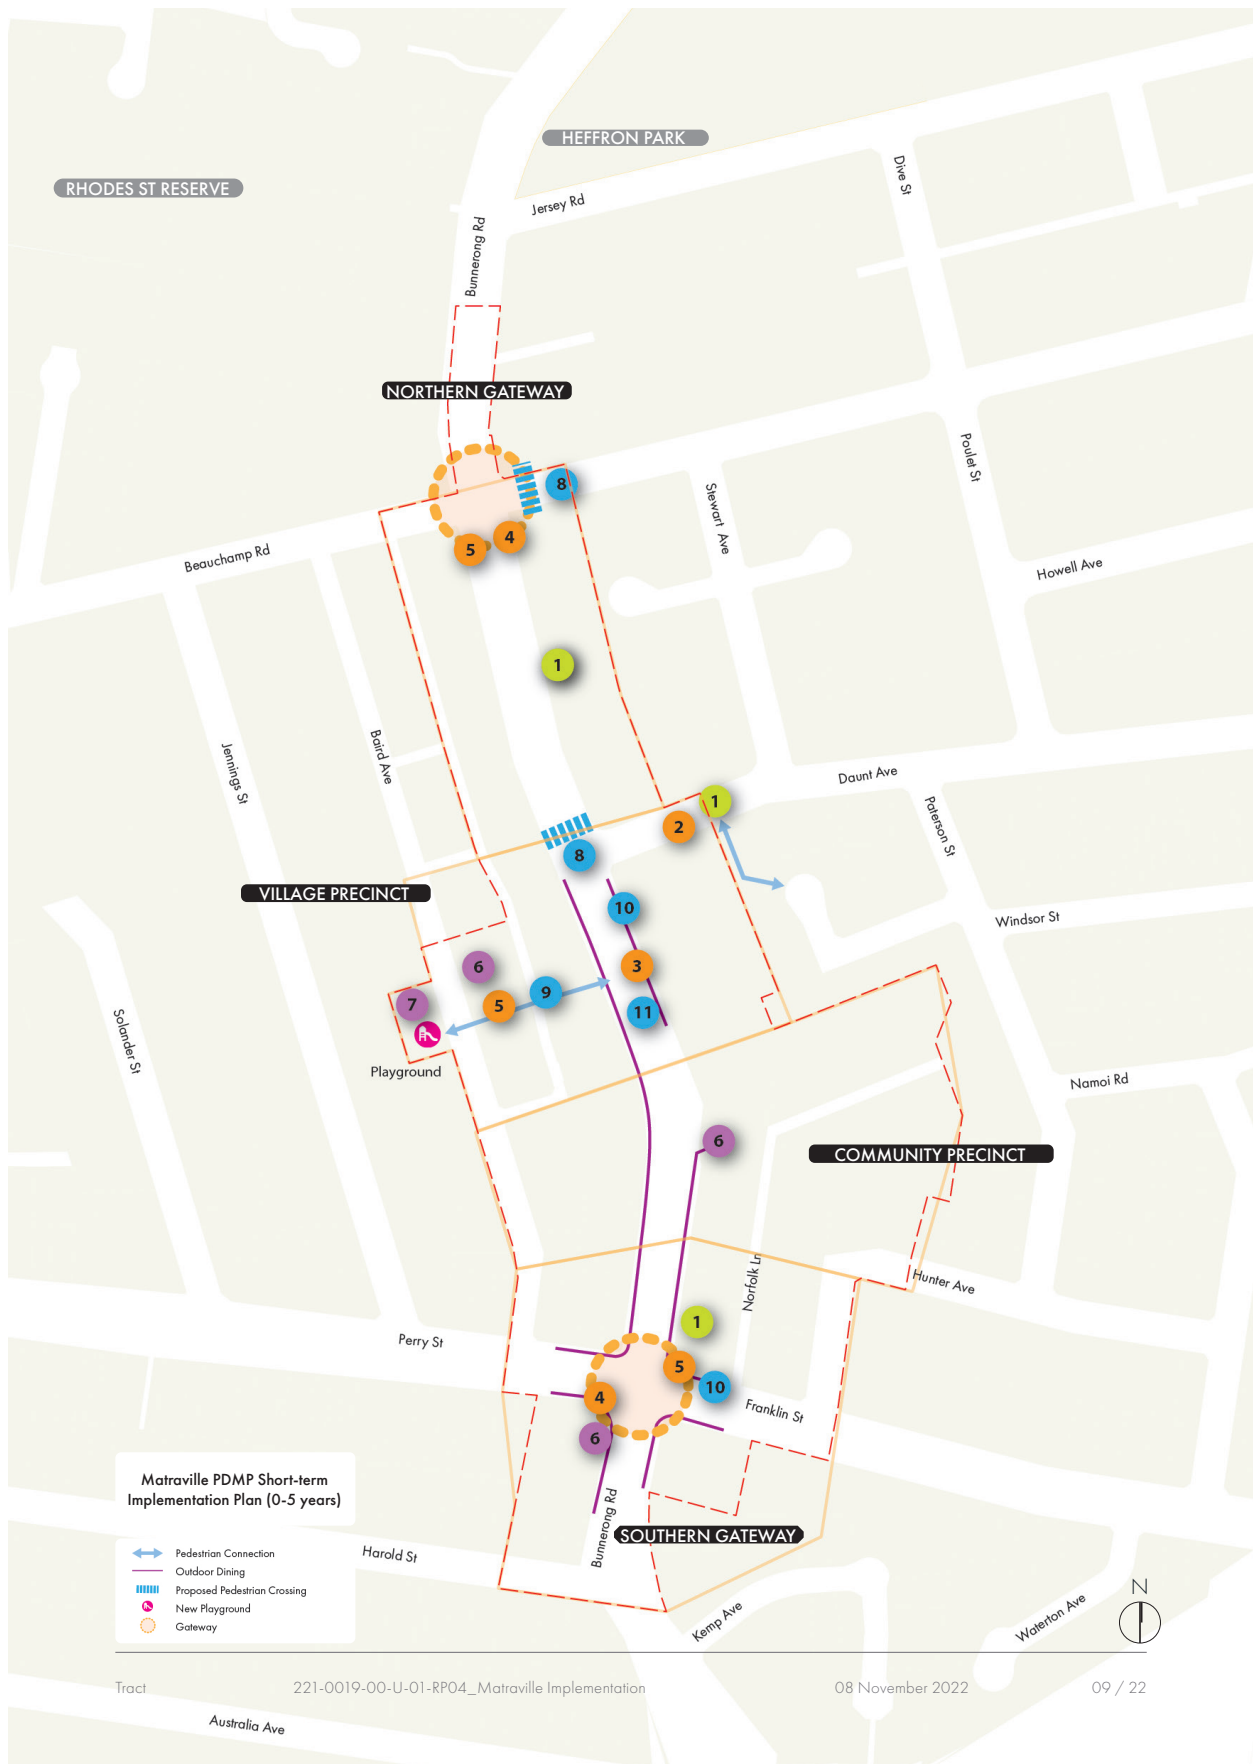 HEFFRON PARK
RHODES ST RESERVE
Dive St
Jersey Rd
Bunnerong Rd
NORTHERN GATEWAY
Poulet St
8
Stewart Ave
4
5
Beauchamp Rd
Howell Ave
1
Baird Ave
Jennings St
Daunt Ave
1
2
Paterson St
8
VILLAGE PRECINCT
10
Windsor St
6
3
9
7
5
11
Solander St
Playground
Namoi Rd
6
COMMUNITY PRECINCT
Norfolk Ln
Hunter Ave
1
Perry St
5
10
4
Franklin St
6
Matraville PDMP Short-term
Implementation Plan (0-5 years)
Bunnerong Rd
SOUTHERN GATEWAY
Harold St
Pedestrian Connection
Outdoor Dining
Proposed Pedestrian Crossing
New Playground
Gateway
N
Kemp Ave
Waterton Ave
Tract 221-0019-00-U-01-RP04_Matraville Implementation 08 November 2022 09 / 22
Australia Ave